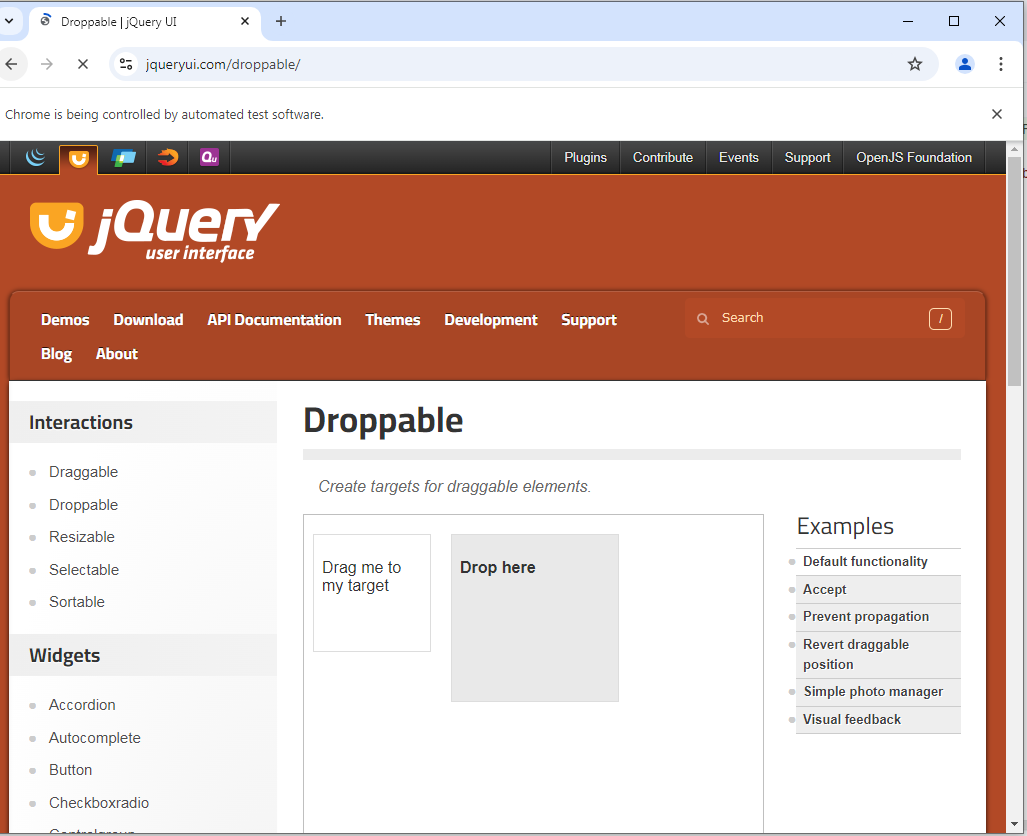 Droppable | jQuery UI
jqueryui.com/droppable/
Chrome is being controlled by automated test software.
Qu
Plugins
Contribute
Events
Support
OpenJS Foundation
jQuery
user interface
Demos
Download
API Documentation
Themes
Development
Support
Search
/
Blog
About
Interactions
Draggable
Droppable
Resizable
Selectable
Sortable
Widgets
Accordion
Autocomplete
Button
Checkboxradio
Droppable
Create targets for draggable elements.
Drag me to
my target
Drop here
Examples
Default functionality
Accept
Prevent propagation
Revert draggable
position
Simple photo manager
Visual feedback